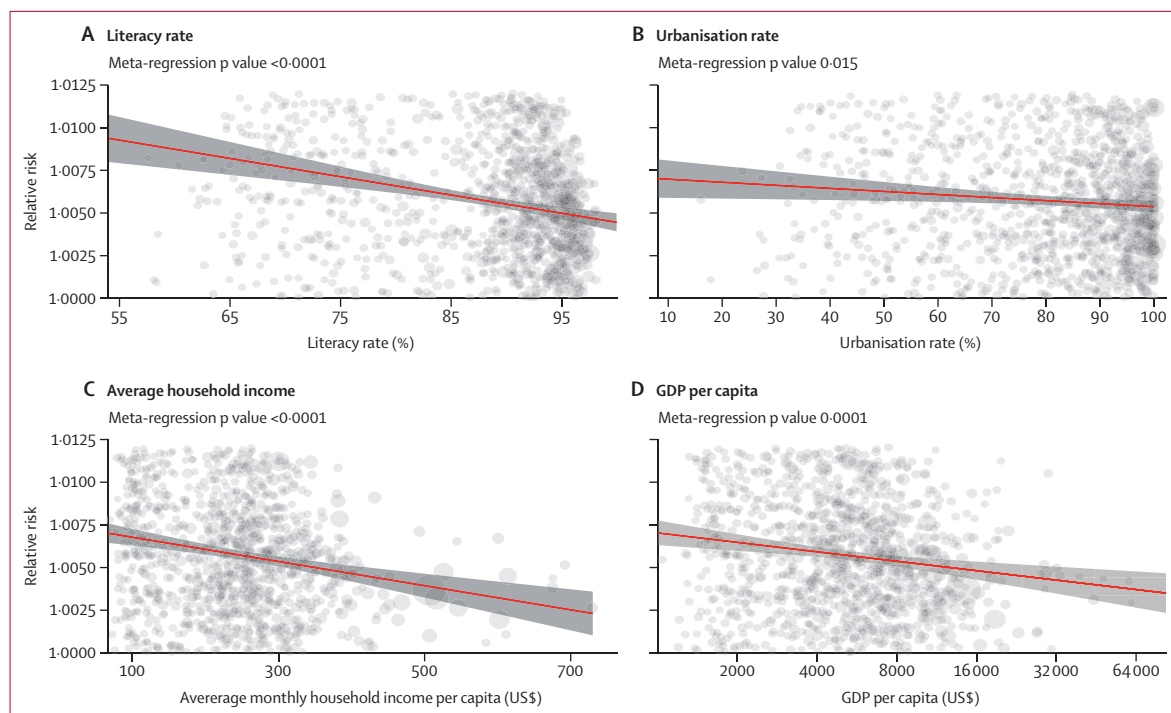 A Literacy rate
Meta-regression p value <0·0001
1·0125
1·0100
1·0075
1·0050
1·0025
1·0000
Relative risk
55 65 75 85 95
Literacy rate (%)
B Urbanisation rate
Meta-regression p value 0·015
10 20 30 40 50 60 70 80 90 100
Urbanisation rate (%)
C Average household income
Meta-regression p value <0·0001
1·0125
1·0100
1·0075
1·0050
1·0025
1·0000
Relative risk
100 300 500 700
Avererage monthly household income per capita (US$)
D GDP per capita
Meta-regression p value 0·0001
2000 4000 8000 16 000 32 000 64 000
GDP per capita (US$)